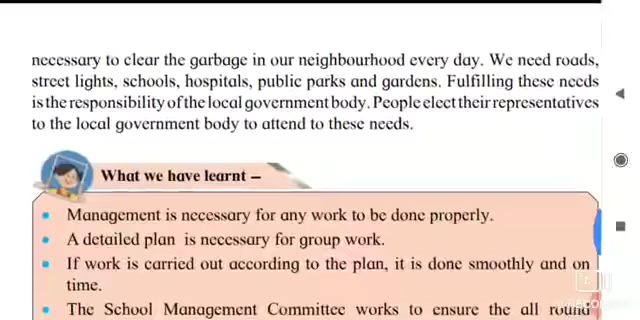 necessary to clear the garbage in our neighbourhood every day. We need roads,
street lights, schools, hospitals, public parks and gardens. Fulfilling these needs
is the responsibility of the local government body. People elect their representatives
to the local government body to attend to these needs.
What we have learnt –
• Management is necessary for any work to be done properly.
• A detailed plan is necessary for group work.
• If work is carried out according to the plan, it is done smoothly and on
time.
• The School Management Committee works to ensure the all round